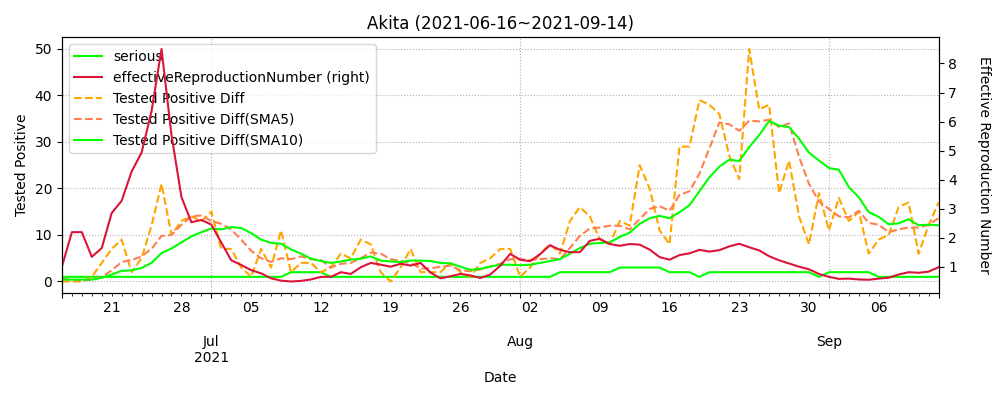 Akita (2021-06-16~2021-09-14)
serious
effectiveReproductionNumber (right)
Tested Positive Diff
Tested Positive Diff(SMA5)
Tested Positive Diff(SMA10)
Tested Positive
50
40
30
20
10
0
8
7
6
5
4
3
2
1
Effective Reproduction Number
21 28 05 12 19 26 02 09 16 23 30 06
Jul Aug Sep
2021
Date